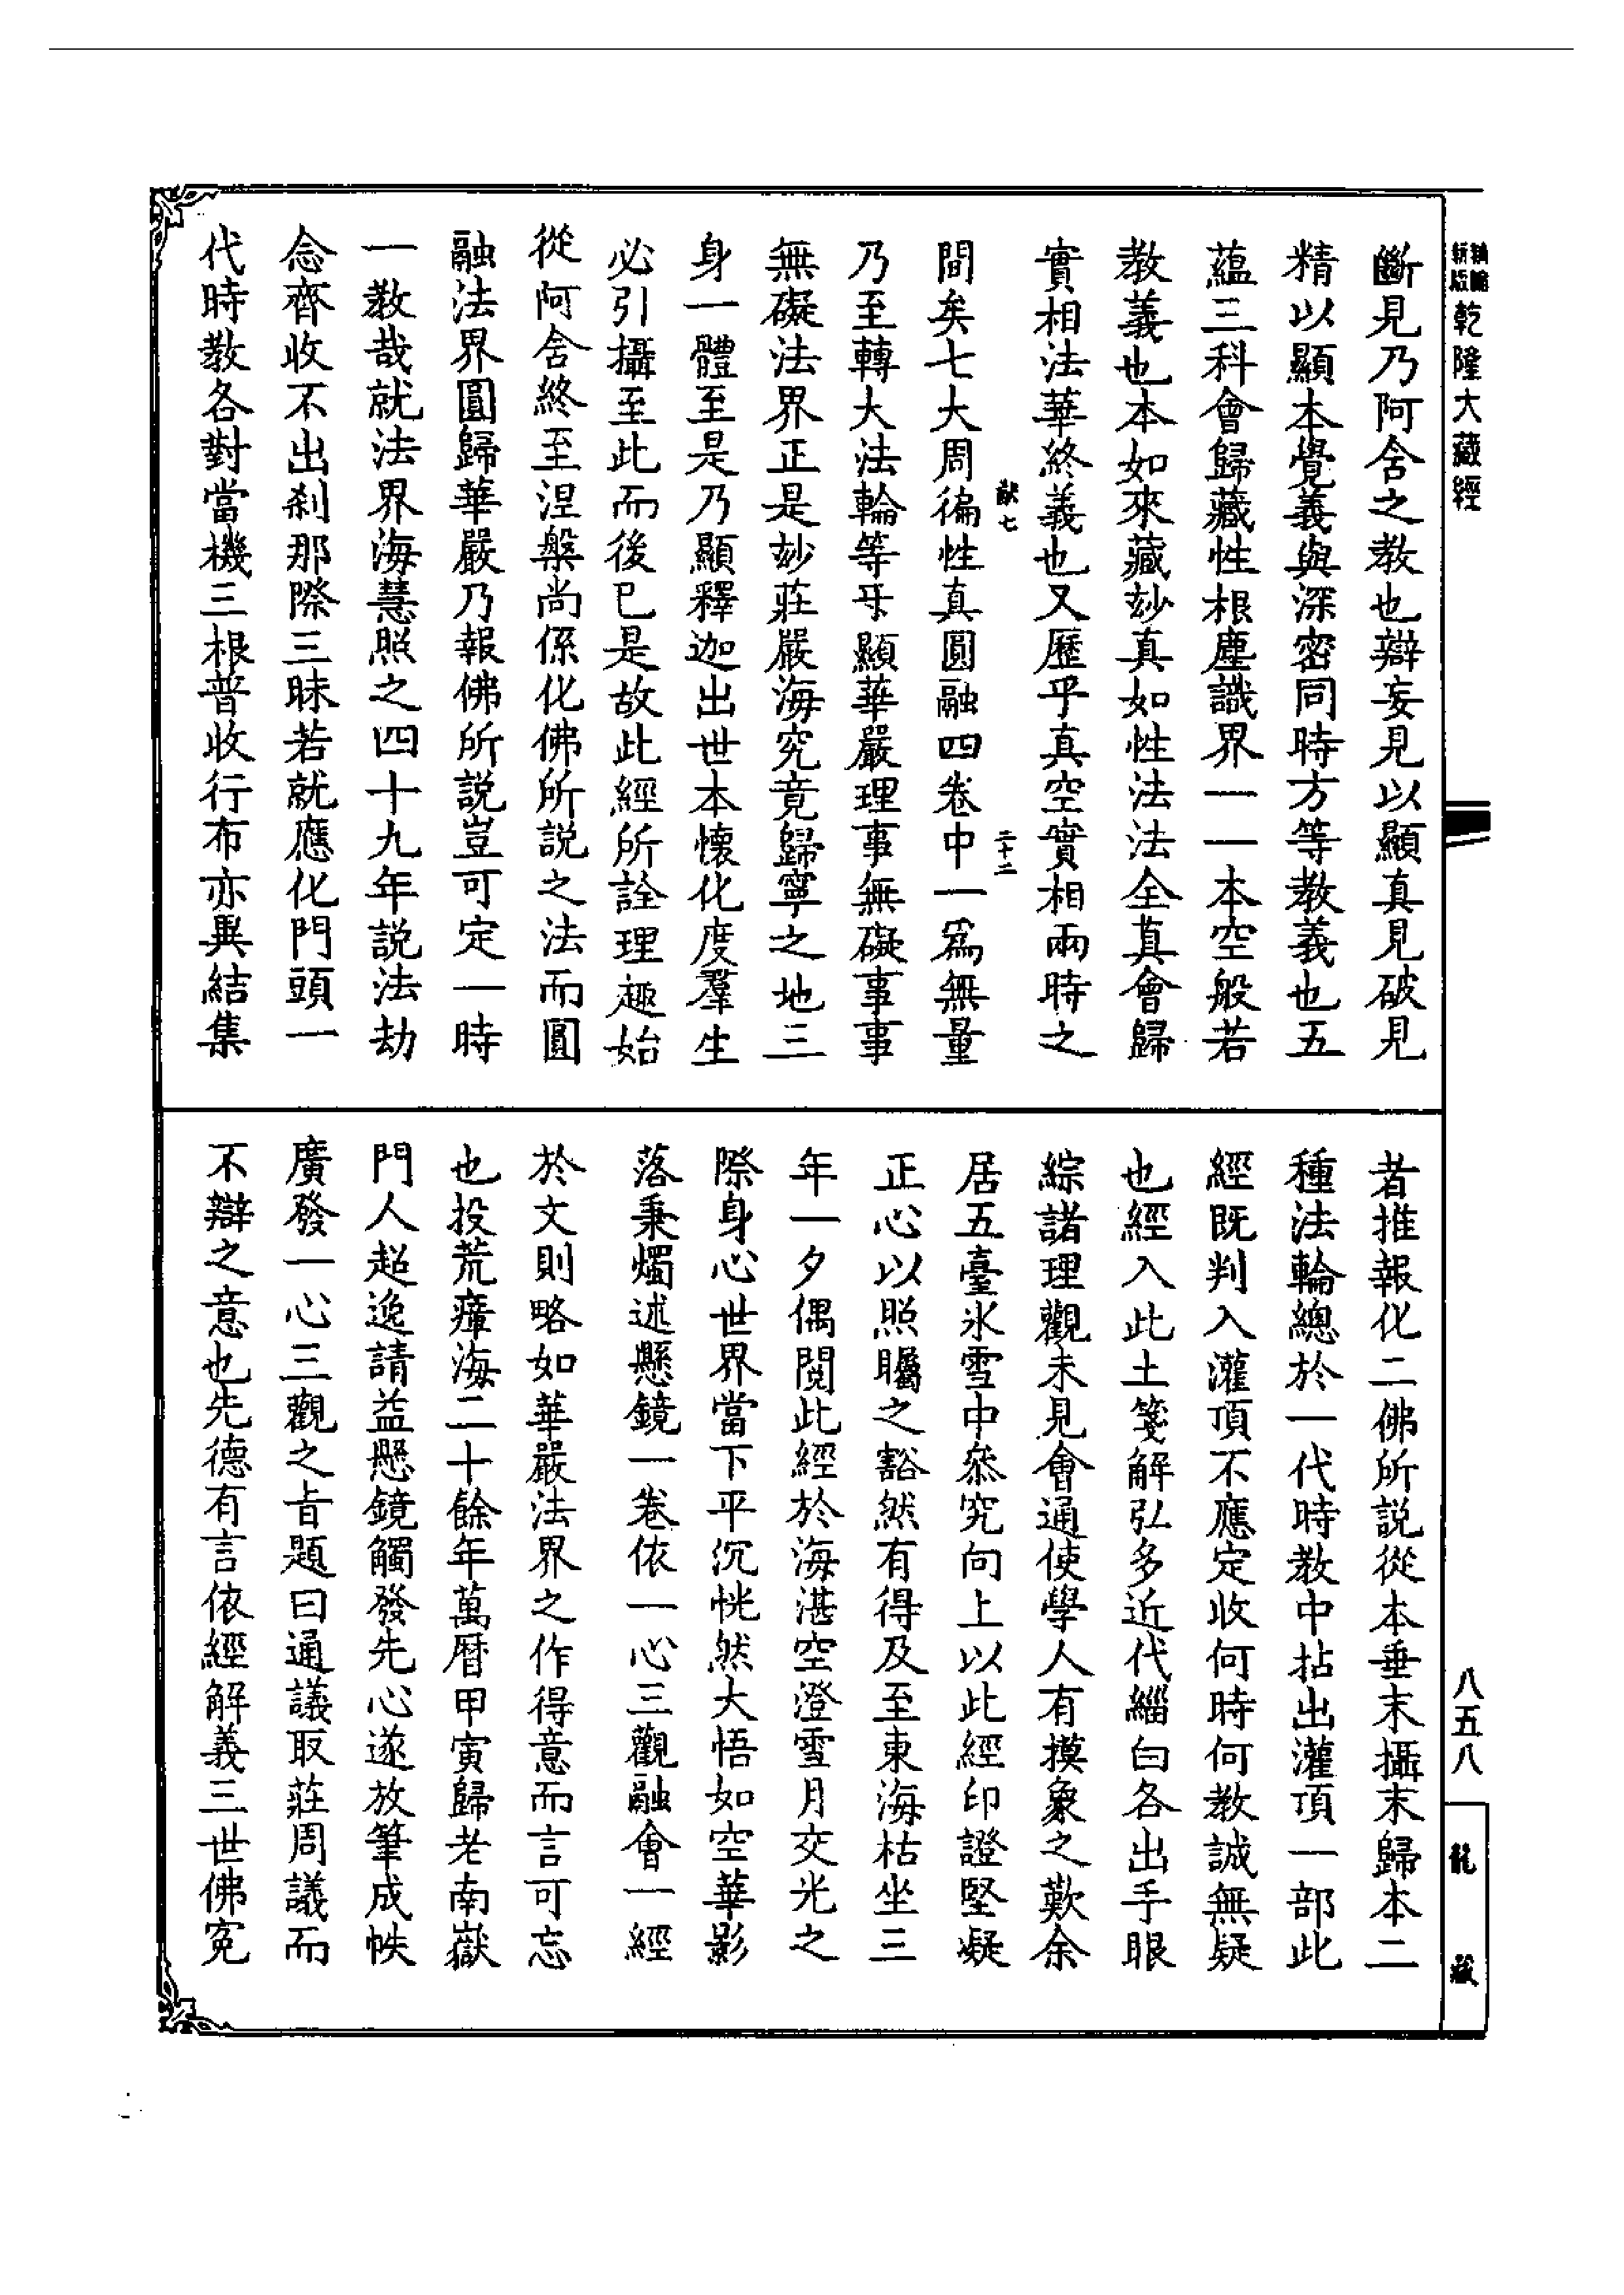 新編縮版
乾隆大藏經
斷見乃阿含之教也辯妄見以顯真見破見
精以顯本覺義與深密同時方等教義也五
蘊三科會歸藏性根塵識界一一本空般若
教義也本如來藏妙真如性法法全真會歸
實相法華終義也又歷乎真空實相兩時之
獻七
二十二
間矣七大周徧性真圓融四卷中一為無量
乃至轉大法輪等乎顯華嚴理事無礙事事
無礙法界正是妙莊嚴海究竟歸寧之地三
身一體至是乃顯釋迦出世本懷化度羣生
必引攝至此而後已是故此經所詮理趣始
從阿含終至涅槃尚係化佛所說之法而圓
融法界圓歸華嚴乃報佛所說豈可定一時
一教哉就法界海慧照之四十九年說法劫
念齊收不出剎那際三昧若就應化門頭一
代時教各對當機三根普收行布亦異結集
者推報化二佛所說從本垂末攝末歸本二
種法輪總於一代時教中拈出灌頂一部此
經既判入灌頂不應定收何時何教誠無疑
也經入此土箋解弘多近代緇白各出手眼
綜諸理觀未見會通使學人有摸象之歎余
居五臺氷雪中叅究向上以此經印證堅凝
正心以照矚之豁然有得及至東海枯坐三
年一夕偶閱此經於海湛空澄雪月交光之
際身心世界當下平沉恍然大悟如空華影
落秉燭述懸鏡一卷依一心三觀融會一經
於文則略如華嚴法界之作得意而言可忘
也投荒瘴海二十餘年萬曆甲寅歸老南嶽
門人超逸請益懸鏡觸發先心遂放筆成帙
廣發一心三觀之旨題曰通議取莊周議而
不辯之意也先德有言依經解義三世佛冤
八五八
龍藏